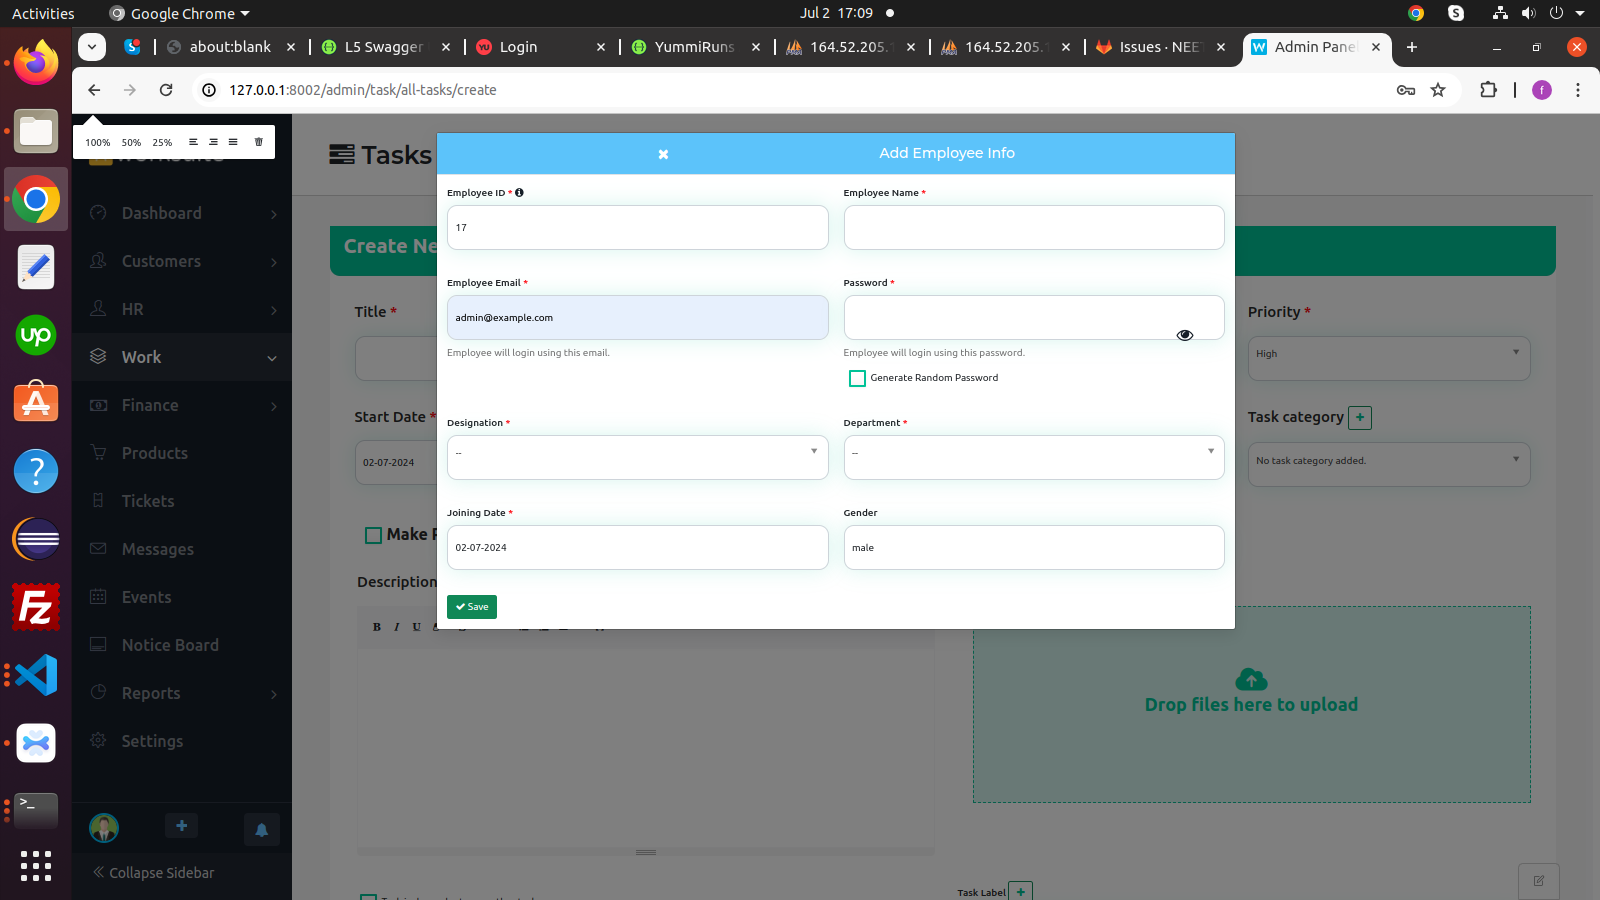 Activities
Google Chrome
Jul 2 17:09
about:blank
L5 Swagger
Login
YummiRuns
164.52.205.
164.52.205.
Issues · NEE
Admin Pane
127.0.0.1:8002/admin/task/all-tasks/create
f
100% 50% 25%
Tasks
Add Employee Info
Dashboard
Customers
HR
Work
Finance
Products
Tickets
Messages
Events
Notice Board
Reports
Settings
Collapse Sidebar
Create Ne
Title *
Priority *
High
Start Date *
02-07-2024
Task category
No task category added.
Make
Description
B I U
Drop files here to upload
Task Label
Employee ID *
17
Employee Name *
Employee Email *
admin@example.com
Employee will login using this email.
Password *
Employee will login using this password.
Generate Random Password
Designation *
--
Department *
--
Joining Date *
02-07-2024
Gender
male
Save